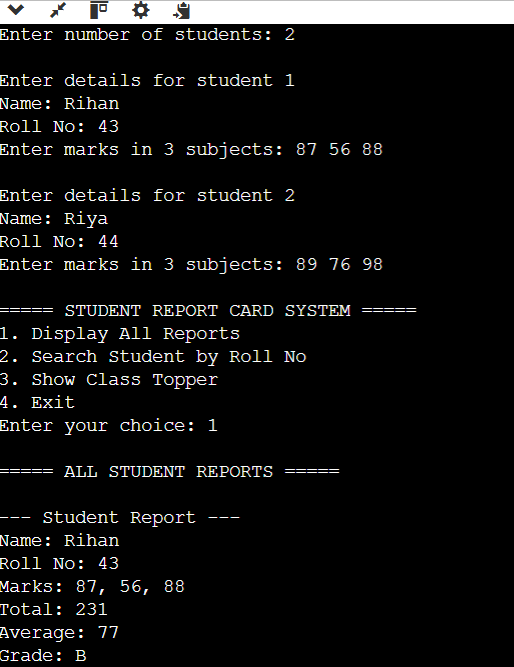 Enter number of students: 2
Enter details for student 1
Name: Rihan
Roll No: 43
Enter marks in 3 subjects: 87 56 88
Enter details for student 2
Name: Riya
Roll No: 44
Enter marks in 3 subjects: 89 76 98
===== STUDENT REPORT CARD SYSTEM =====
1. Display All Reports
2. Search Student by Roll No
3. Show Class Topper
4. Exit
Enter your choice: 1
===== ALL STUDENT REPORTS =====
--- Student Report ---
Name: Rihan
Roll No: 43
Marks: 87, 56, 88
Total: 231
Average: 77
Grade: B